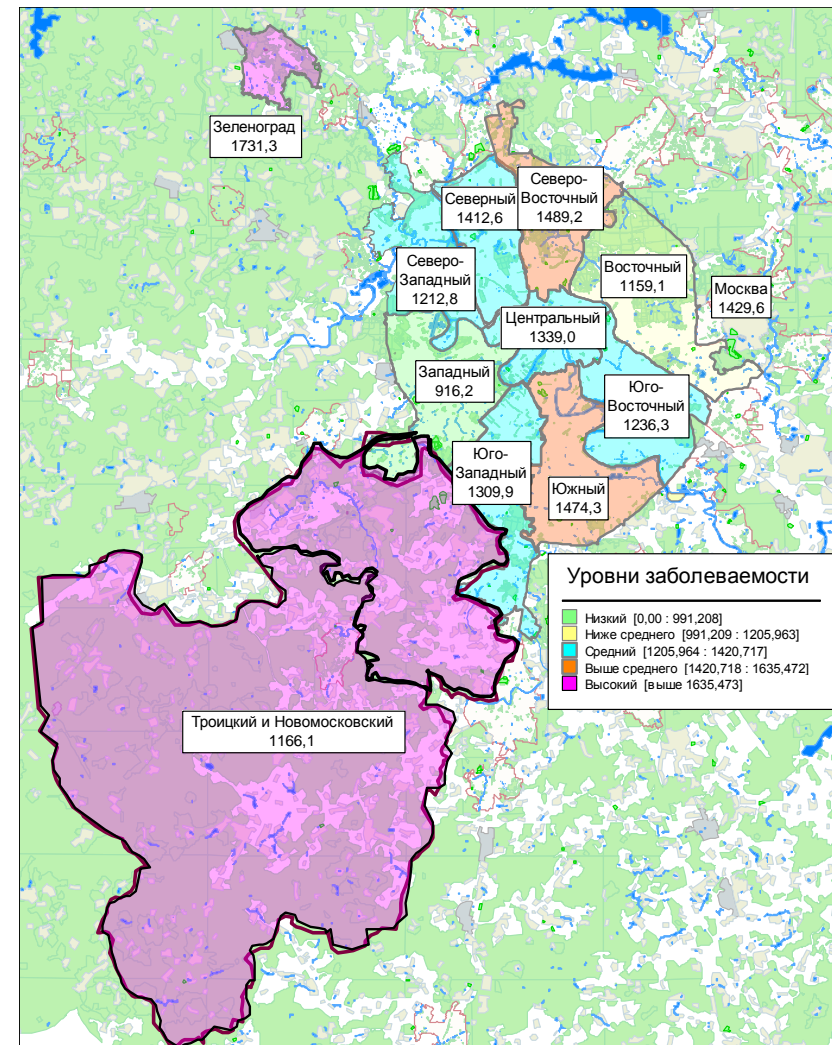 Зеленоград
1731,3
Северный
1412,6
Северо-
Восточный
1489,2
Северо-
Западный
1212,8
Восточный
1159,1
Москва
1429,6
Центральный
1339,0
Западный
916,2
Юго-
Восточный
1236,3
Юго-
Западный
1309,9
Южный
1474,3
Уровни заболеваемости
Низкий [0,00 : 991,208]
Ниже среднего [991,209 : 1205,963]
Средний [1205,964 : 1420,717]
Выше среднего [1420,718 : 1635,472]
Высокий [выше 1635,473]
Троицкий и Новомосковский
1166,1